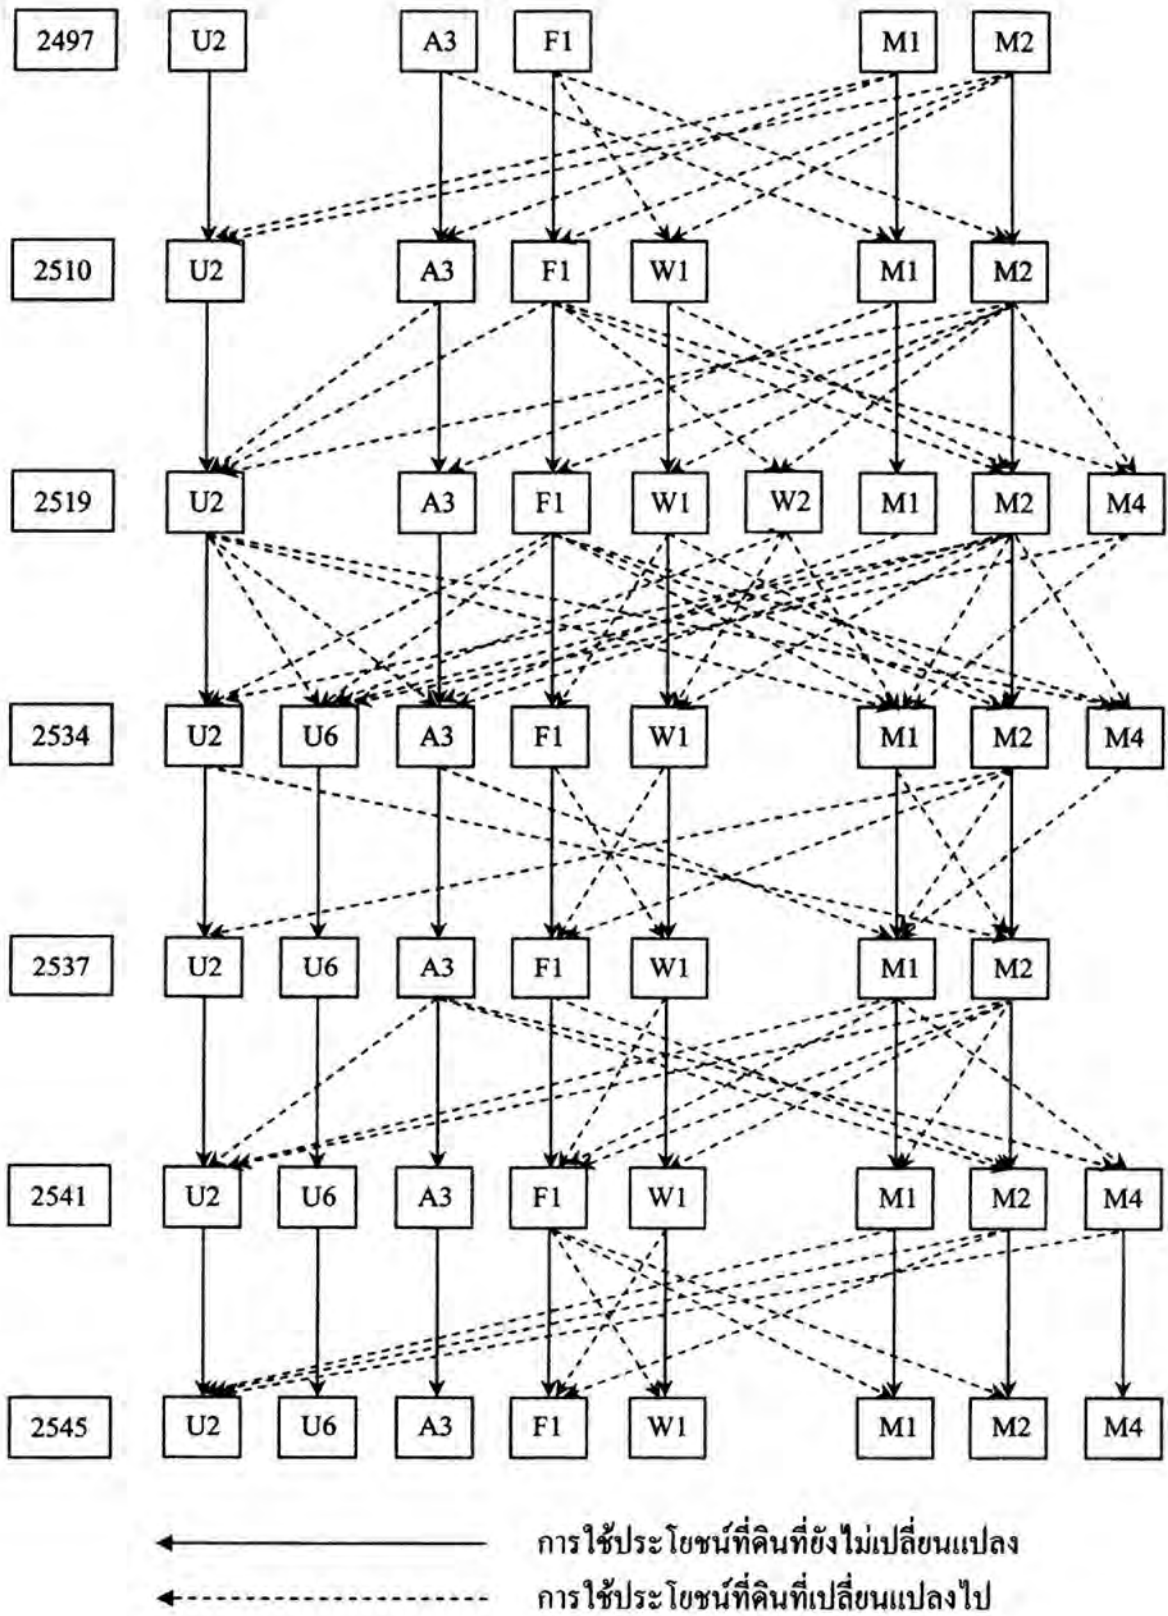 2497 U2 A3 F1 M1 M2
2510 U2 A3 F1 W1 M1 M2
2519 U2 A3 F1 W1 W2 M1 M2 M4
2534 U2 U6 A3 F1 W1 M1 M2 M4
2537 U2 U6 A3 F1 W1 M1 M2
2541 U2 U6 A3 F1 W1 M1 M2 M4
2545 U2 U6 A3 F1 W1 M1 M2 M4
การใช้ประโยชน์ที่ดินที่ยังไม่เปลี่ยนแปลง
การใช้ประโยชน์ที่ดินที่เปลี่ยนแปลงไป